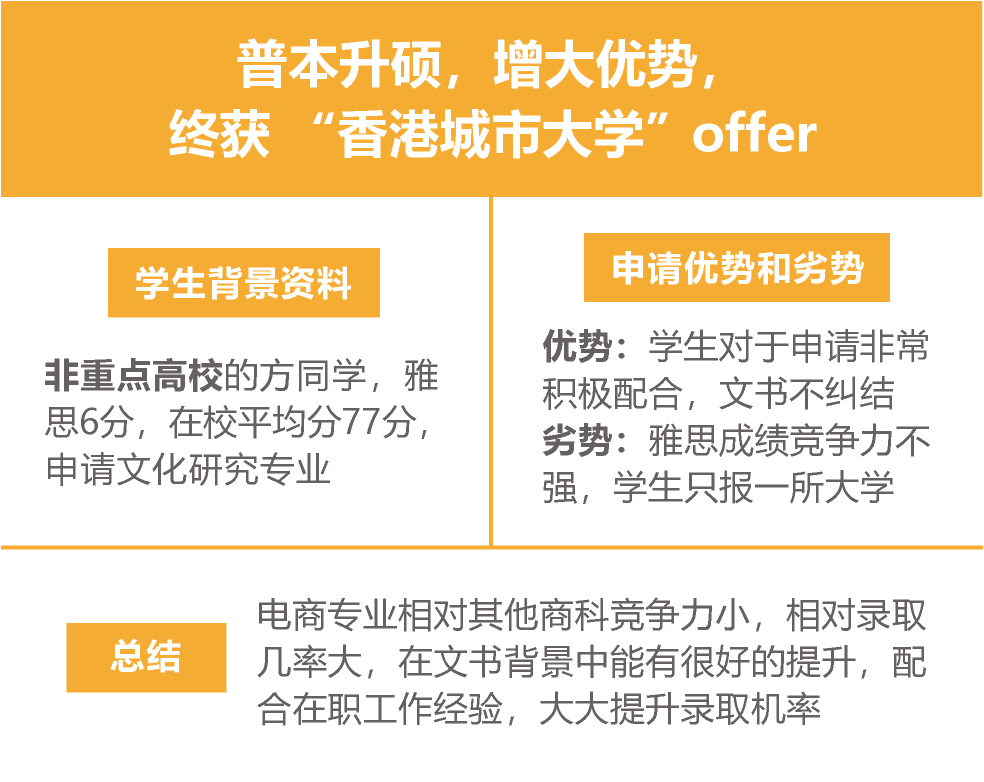 普本升硕，增大优势，
终获 “香港城市大学”offer
学生背景资料
非重点高校的方同学，雅
思6分，在校平均分77分，
申请文化研究专业
申请优势和劣势
优势：学生对于申请非常
积极配合，文书不纠结
劣势：雅思成绩竞争力不
强，学生只报一所大学
总结
电商专业相对其他商科竞争力小，相对录取
几率大，在文书背景中能有很好的提升，配
合在职工作经验，大大提升录取机率